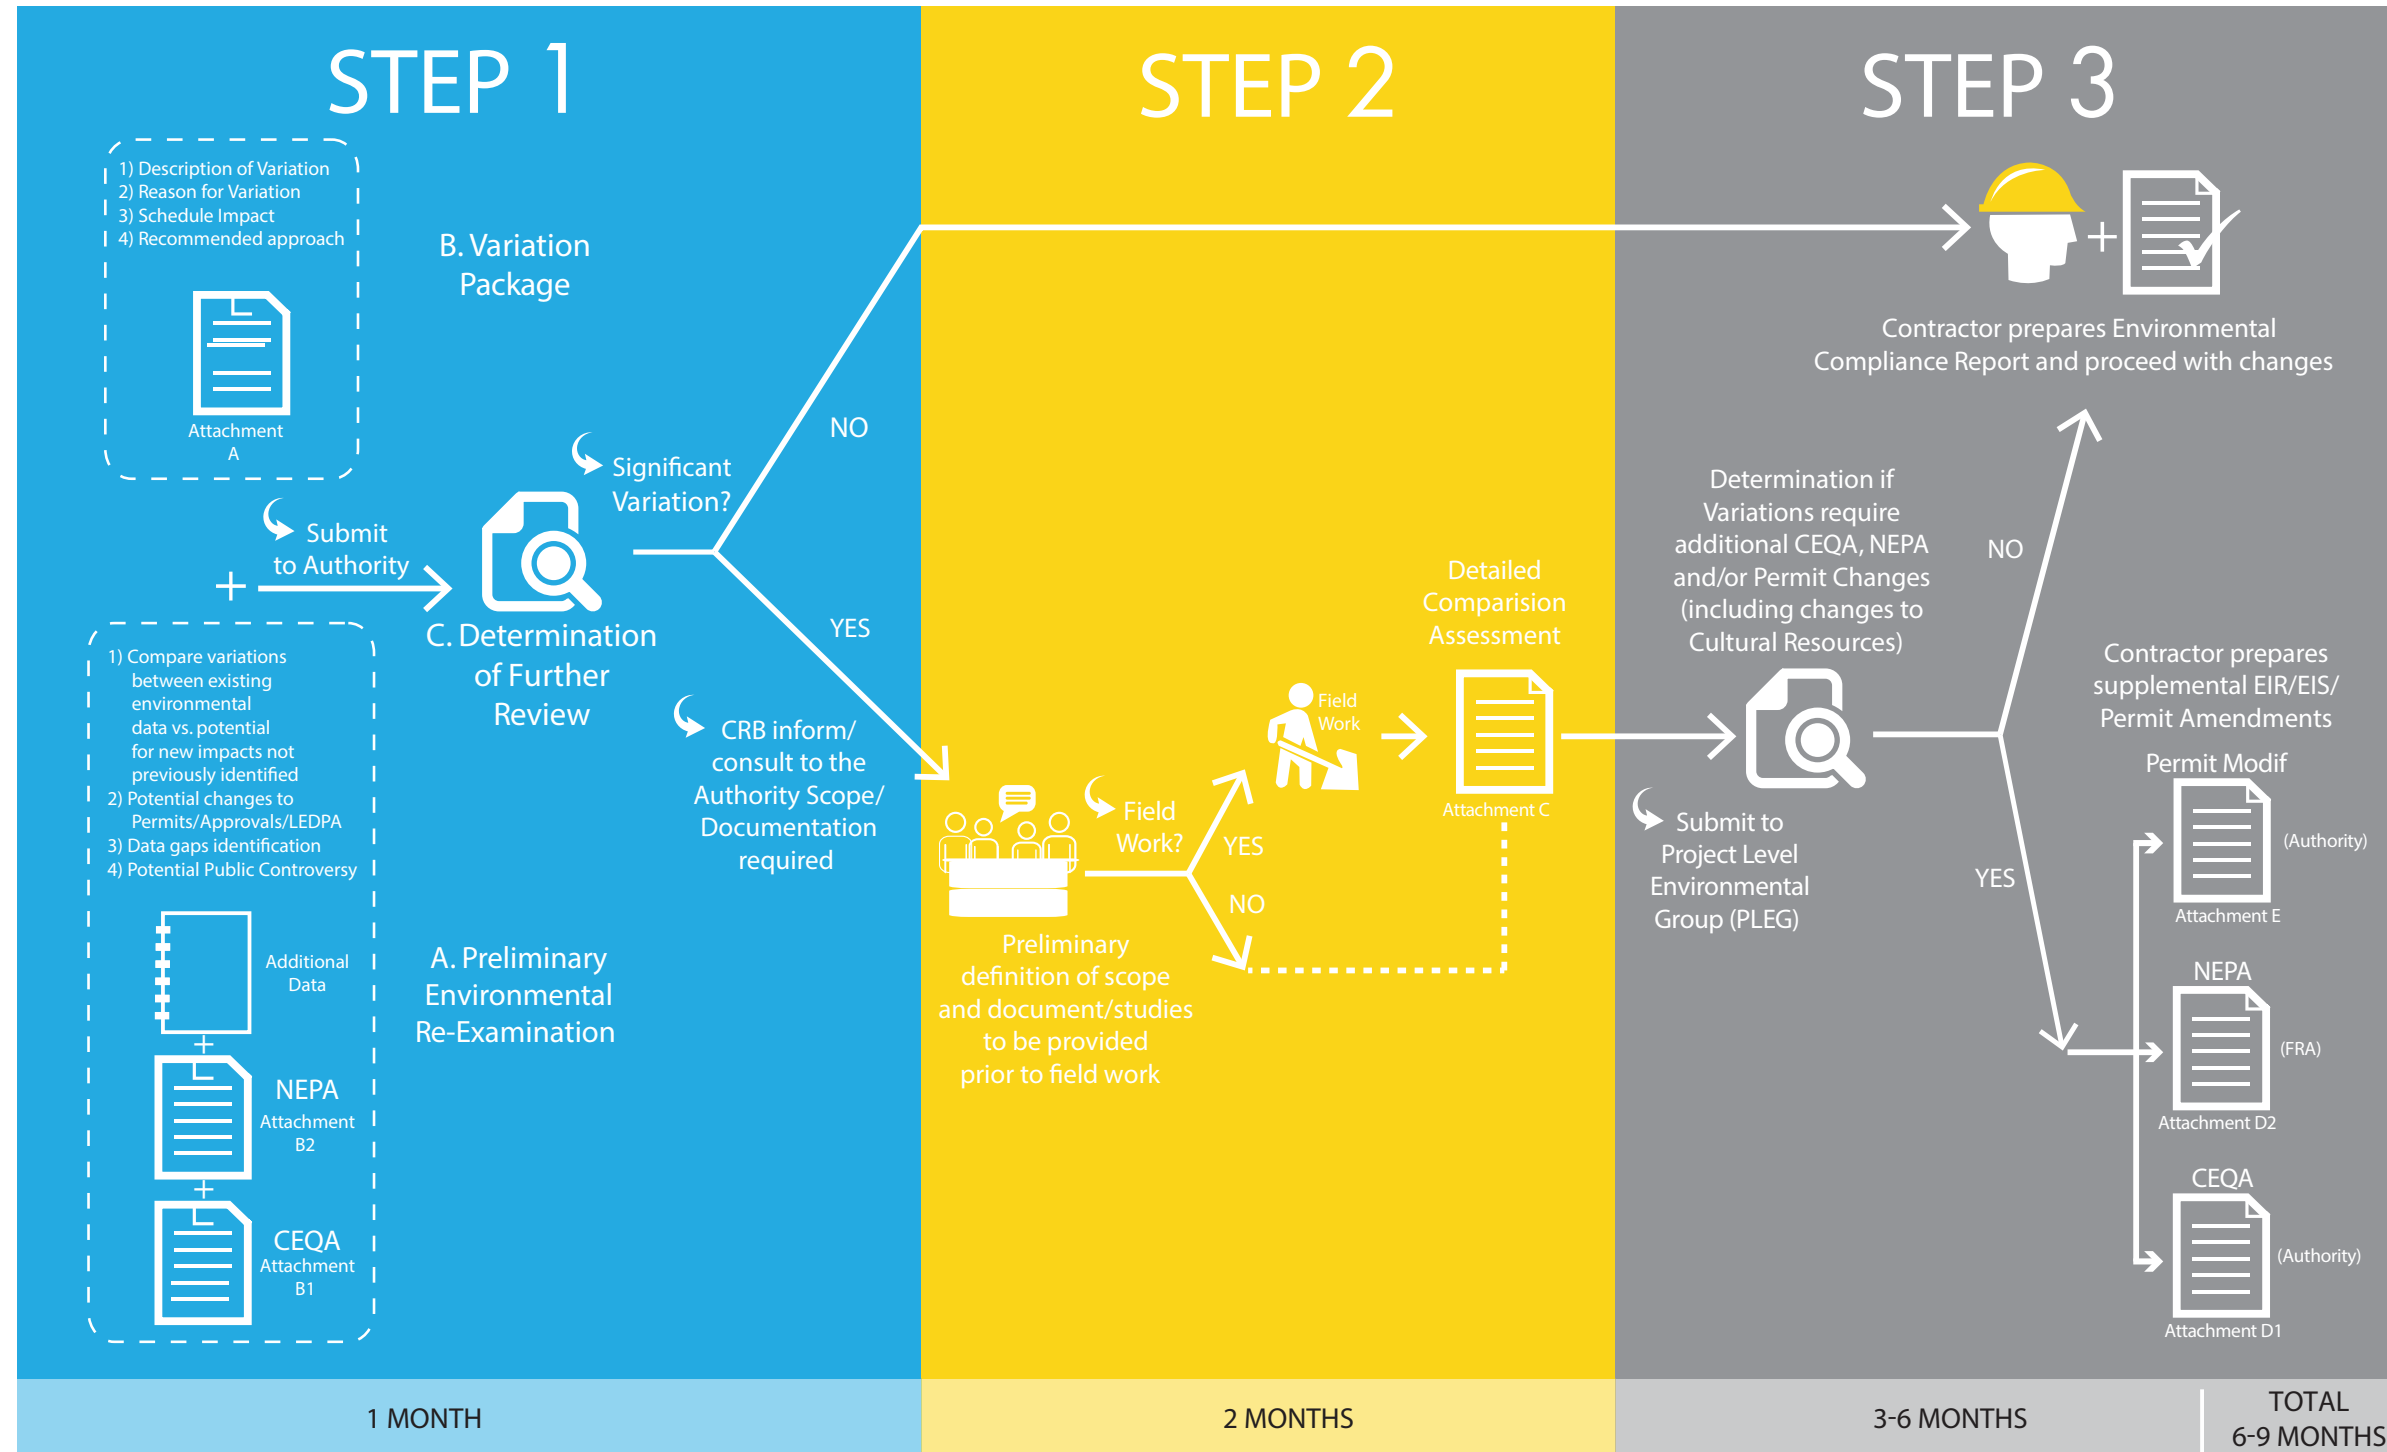 STEP 1
1) Description of Variation
2) Reason for Variation
3) Schedule Impact
4) Recommended approach
Attachment
A
B. Variation
Package
Submit
to Authority
Significant
Variation?
NO
YES
C. Determination
of Further
Review
CRB inform/
consult to the
Authority Scope/
Documentation
required
1) Compare variations
between existing
environmental
data vs. potential
for new impacts not
previously identified
2) Potential changes to
Permits/Approvals/LEDPA
3) Data gaps identification
4) Potential Public Controversy
Additional
Data
NEPA
Attachment
B2
CEQA
Attachment
B1
A. Preliminary
Environmental
Re-Examination
1 MONTH
STEP 2
Field
Work?
YES
NO
Preliminary
definition of scope
and document/studies
to be provided
prior to field work
Field
Work
Detailed
Comparision
Assessment
Attachment C
2 MONTHS
STEP 3
Contractor prepares Environmental
Compliance Report and proceed with changes
Determination if
Variations require
additional CEQA, NEPA
and/or Permit Changes
(including changes to
Cultural Resources)
Submit to
Project Level
Environmental
Group (PLEG)
NO
YES
Contractor prepares
supplemental EIR/EIS/
Permit Amendments
Permit Modif
(Authority)
Attachment E
NEPA
(FRA)
Attachment D2
CEQA
(Authority)
Attachment D1
3-6 MONTHS
TOTAL
6-9 MONTHS